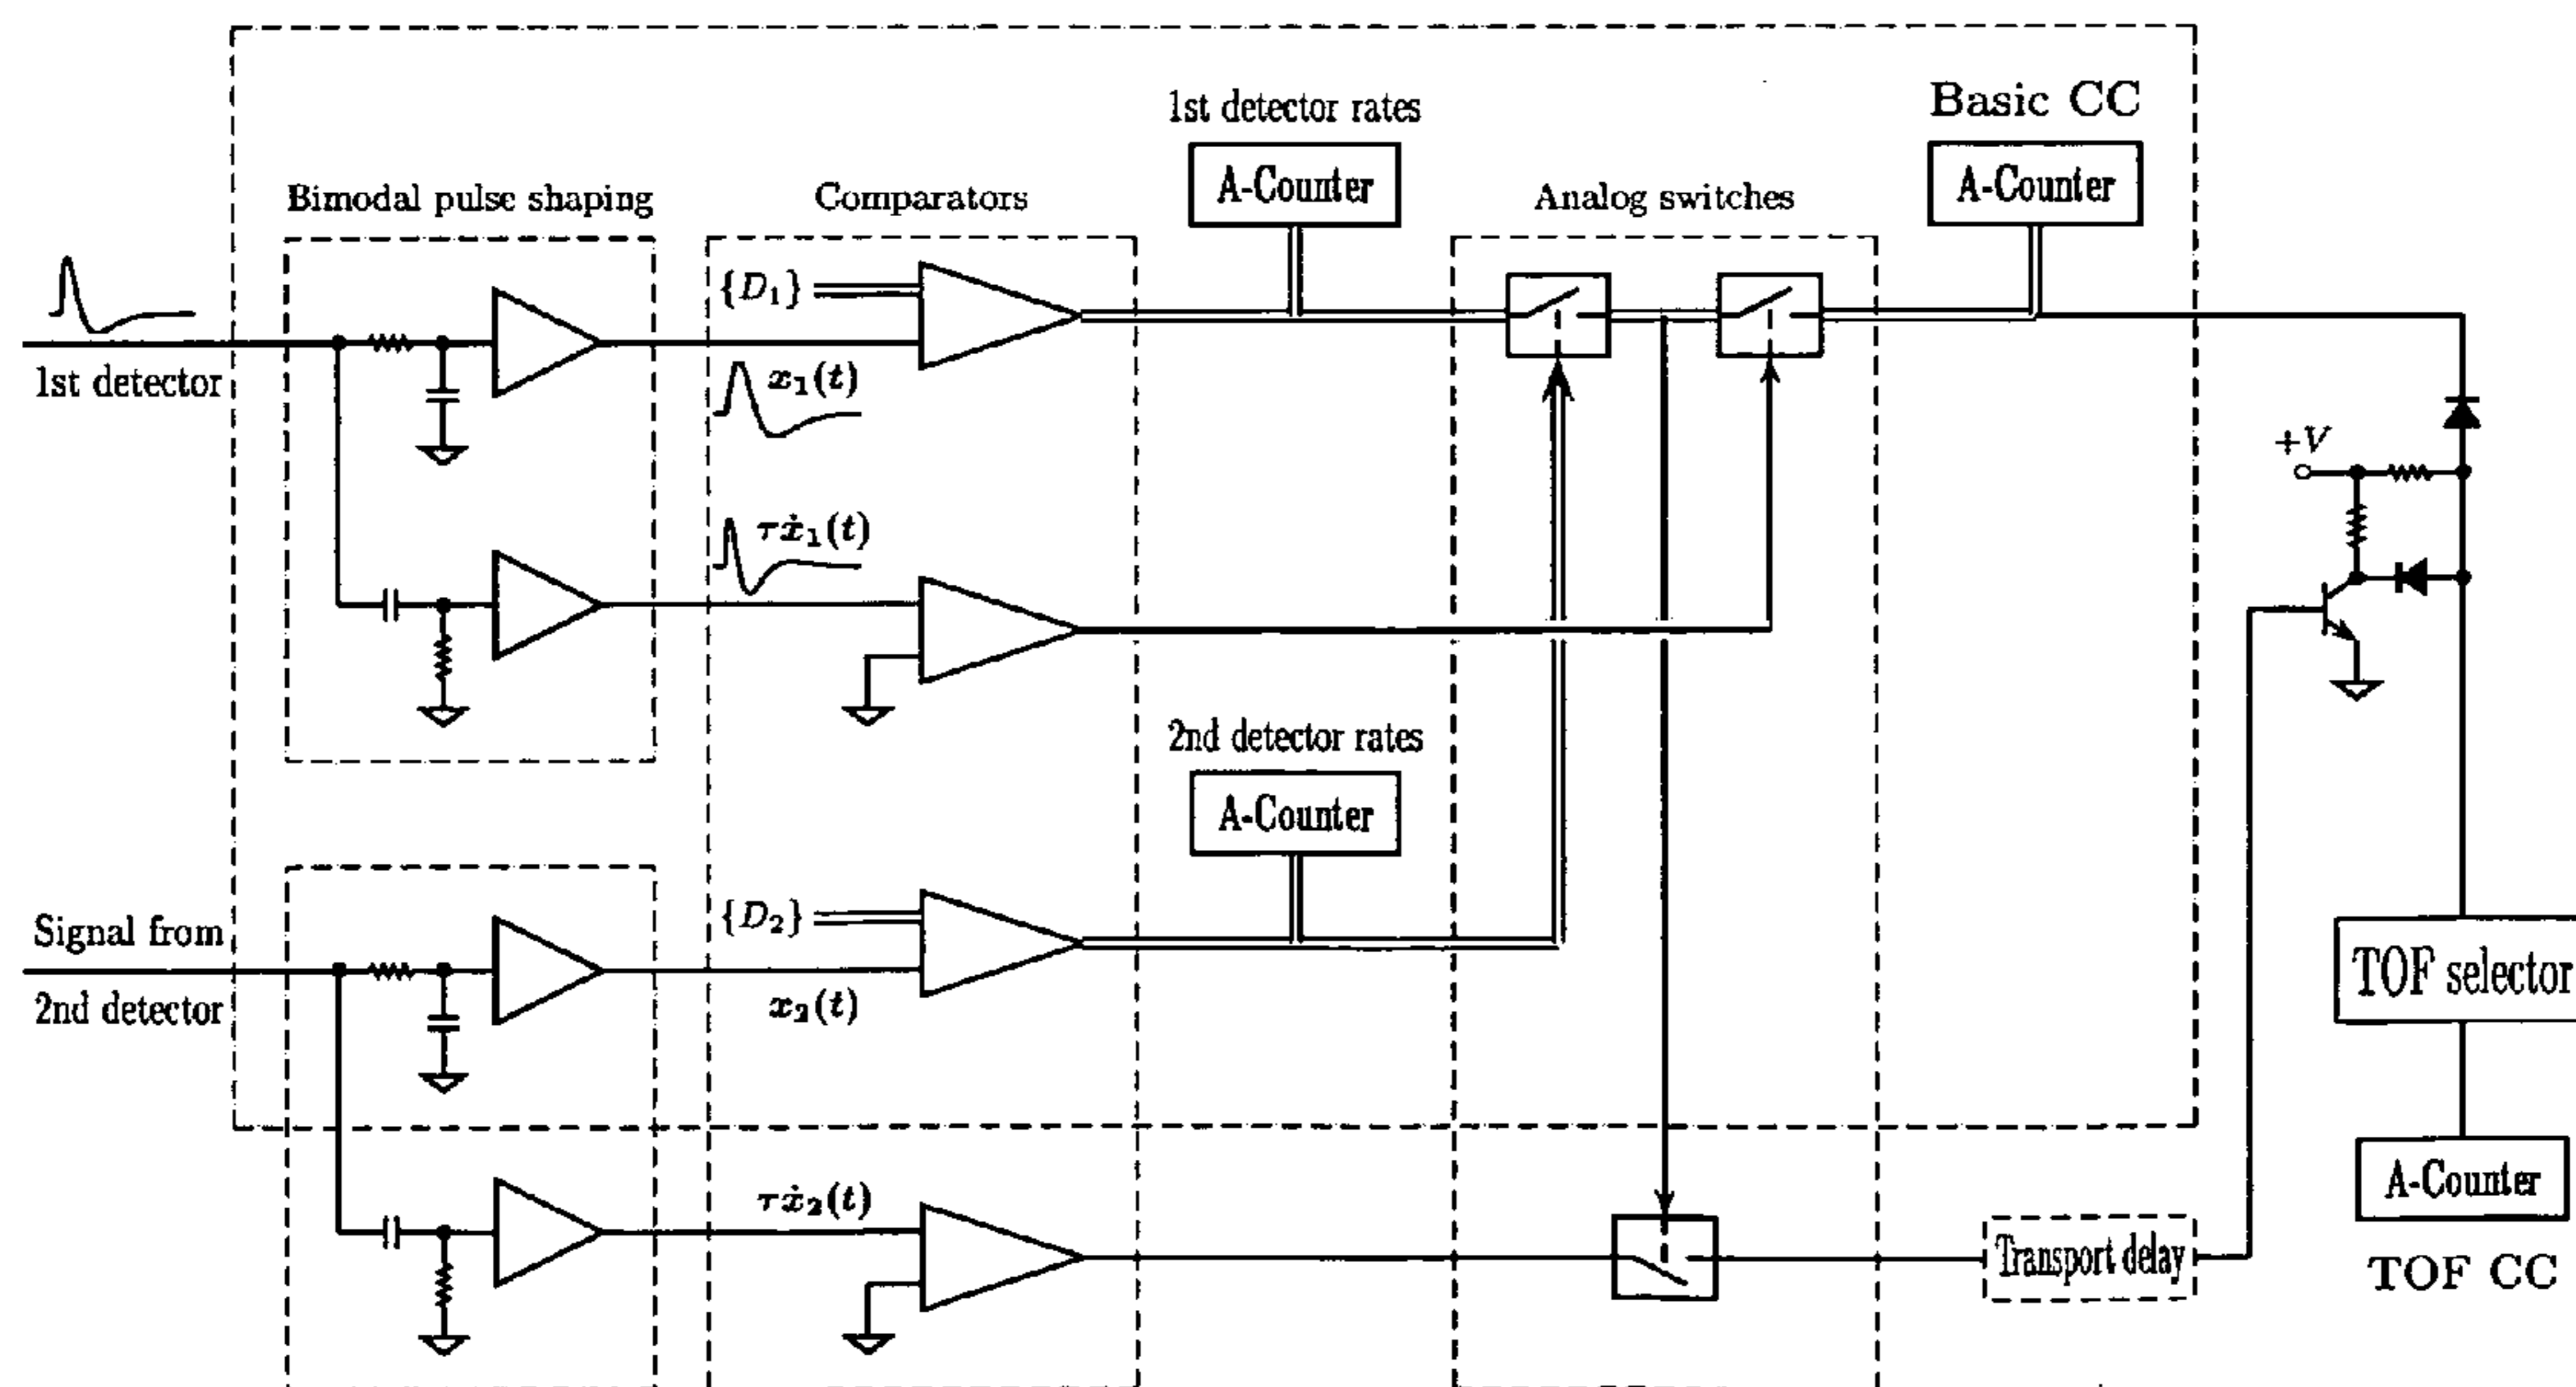 1st detector rates
Basic CC
A-Counter
A-Counter
Bimodal pulse shaping
Comparators
Analog switches
{D₁}
1st detector
x₁(t)
+V
τẋ₁(t)
2nd detector rates
A-Counter
Signal from
2nd detector
{D₂}
x₂(t)
TOF selector
τẋ₂(t)
A-Counter
Transport delay
TOF CC